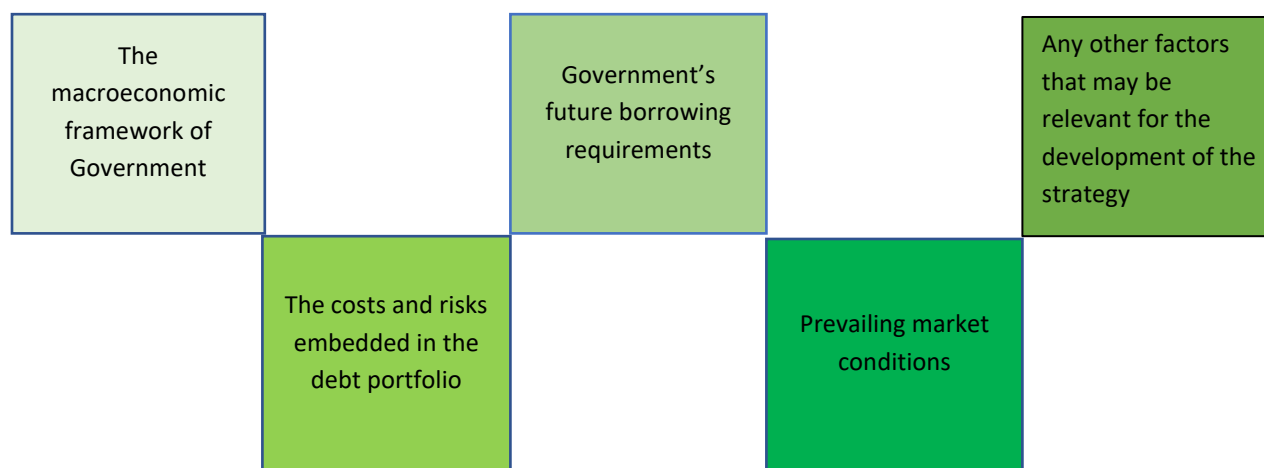 The
macroeconomic
framework of
Government
The costs and risks
embedded in the
debt portfolio
Government’s
future borrowing
requirements
Prevailing market
conditions
Any other factors
that may be
relevant for the
development of the
strategy